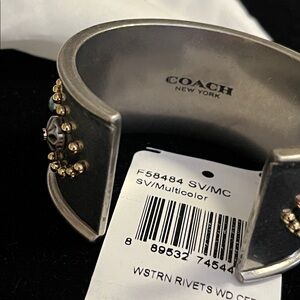 COACH
NEW YORK
F58484 SV/MC
SV/Multicolor
8 89532 74544
WSTRN RIVETS WD